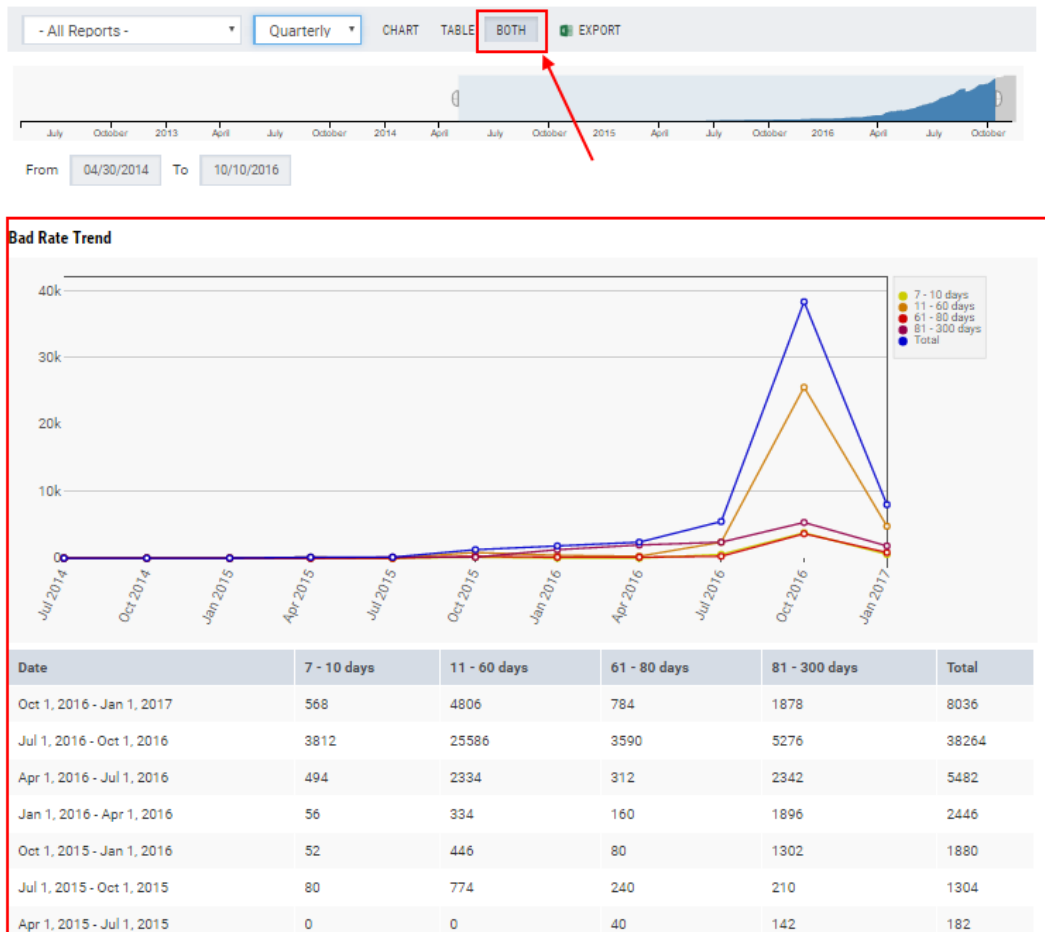 - All Reports - Quarterly CHART TABLE BOTH EXPORT
July October 2013 April July October 2014 April July October 2015 April July October 2016 April July October
From 04/30/2014 To 10/10/2016
Bad Rate Trend
40k
30k
20k
10k
0
7 - 10 days
11 - 60 days
61 - 80 days
81 - 300 days
Total
Jul 2014 Oct 2014 Jan 2015 Apr 2015 Jul 2015 Oct 2015 Jan 2016 Apr 2016 Jul 2016 Oct 2016 Jan 2017
Date 7 - 10 days 11 - 60 days 61 - 80 days 81 - 300 days Total
Oct 1, 2016 - Jan 1, 2017 568 4806 784 1878 8036
Jul 1, 2016 - Oct 1, 2016 3812 25586 3590 5276 38264
Apr 1, 2016 - Jul 1, 2016 494 2334 312 2342 5482
Jan 1, 2016 - Apr 1, 2016 56 334 160 1896 2446
Oct 1, 2015 - Jan 1, 2016 52 446 80 1302 1880
Jul 1, 2015 - Oct 1, 2015 80 774 240 210 1304
Apr 1, 2015 - Jul 1, 2015 0 0 40 142 182